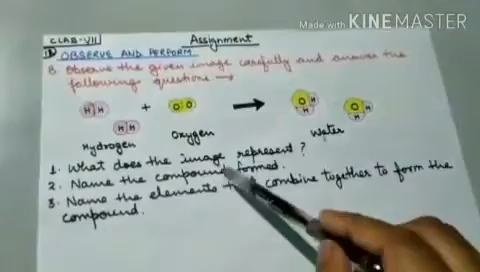 Made with KINEMASTER
CLASS-VII
Assignment
OBSERVE AND PERFORM
B. Observe the given image carefully and answer the
following questions →
H H + O O → O H H
H H O H H
Hydrogen Oxygen Water
1. What does the image represent?
2. Name the compound formed.
3. Name the elements that combine together to form the
compound.